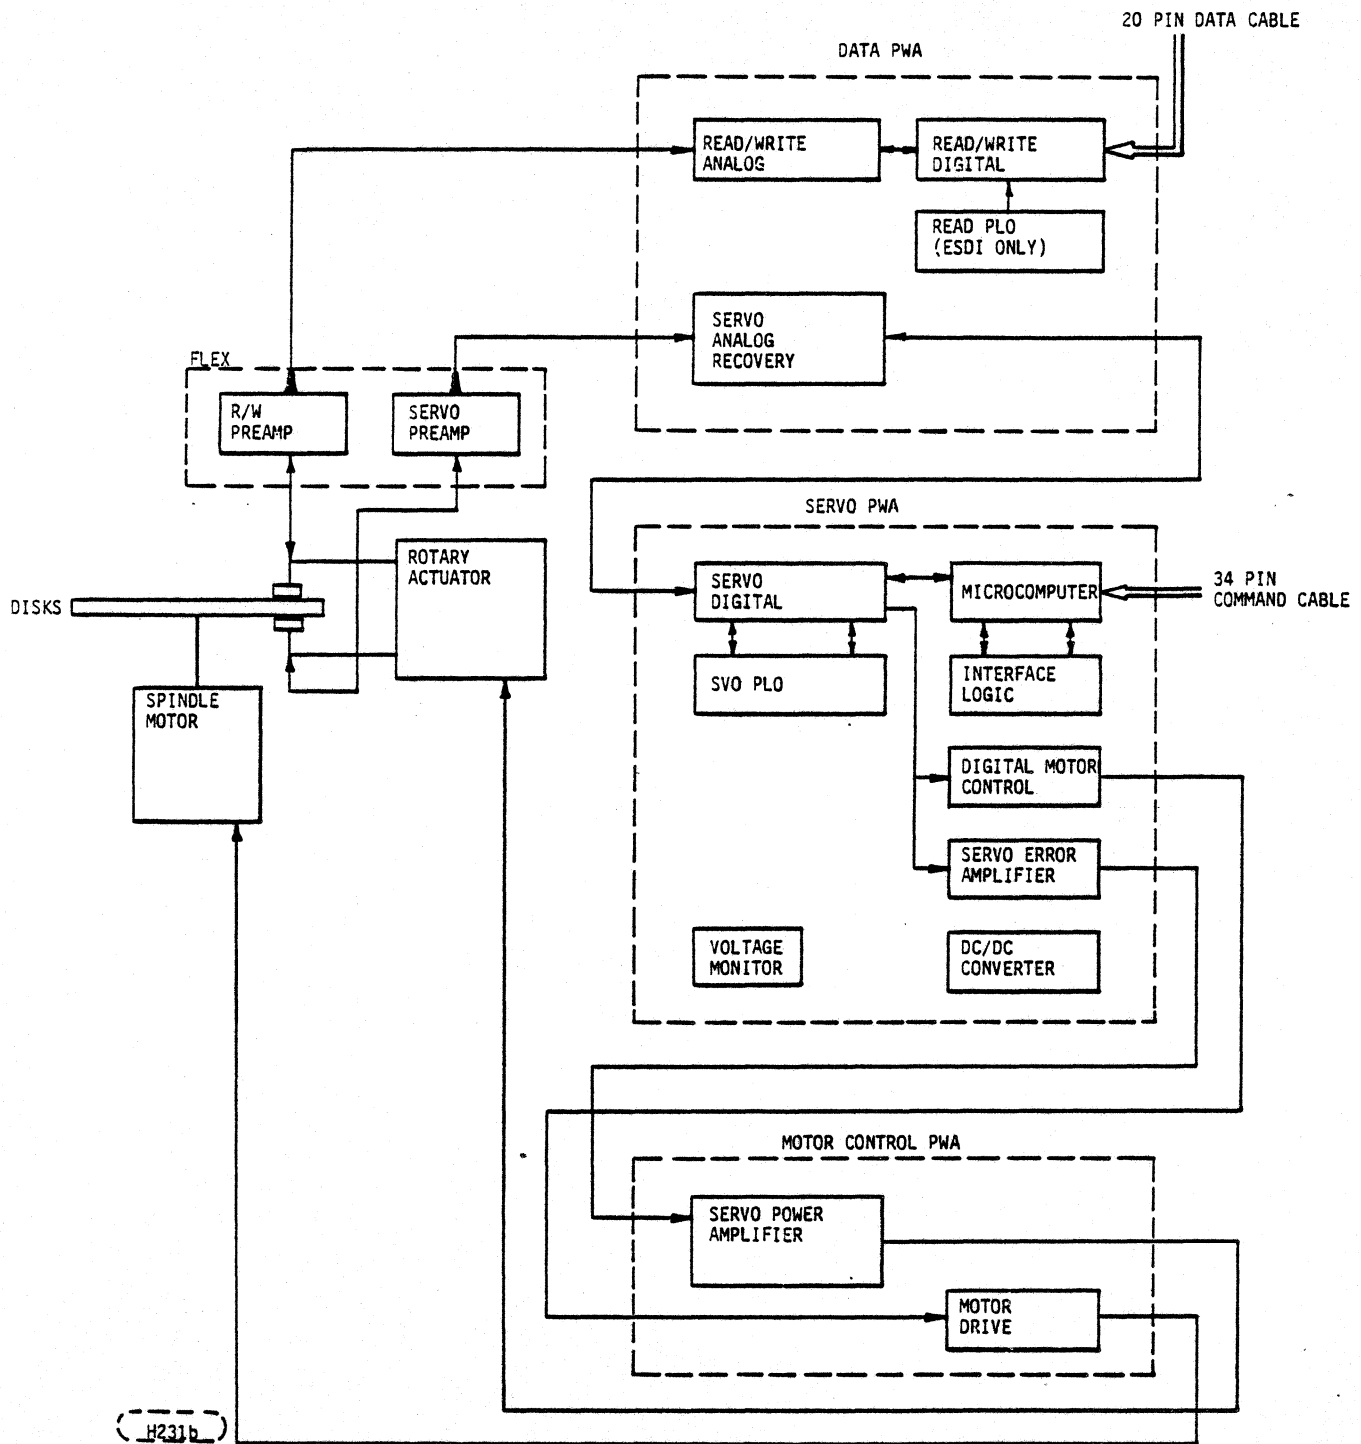 20 PIN DATA CABLE
DATA PWA
READ/WRITE
ANALOG
READ/WRITE
DIGITAL
READ PLO
(ESDI ONLY)
SERVO
ANALOG
RECOVERY
FLEX
R/W
PREAMP
SERVO
PREAMP
SERVO PWA
ROTARY
ACTUATOR
DISKS
SPINDLE
MOTOR
SERVO
DIGITAL
MICROCOMPUTER
34 PIN
COMMAND CABLE
SVO PLO
INTERFACE
LOGIC
DIGITAL MOTOR
CONTROL
SERVO ERROR
AMPLIFIER
VOLTAGE
MONITOR
DC/DC
CONVERTER
MOTOR CONTROL PWA
SERVO POWER
AMPLIFIER
MOTOR
DRIVE
H231b